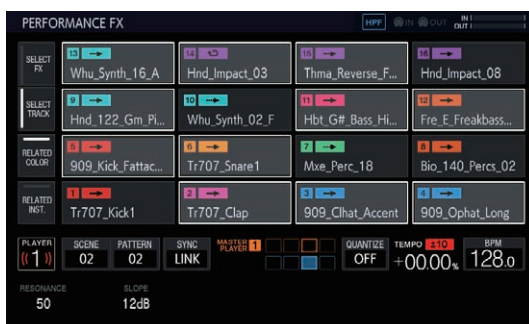 PERFORMANCE FX HPF IN OUT IN OUT
SELECT FX
13 Whu_Synth_16_A
14 Hnd_Impact_03
15 Thma_Reverse_F...
16 Hnd_Impact_08
SELECT TRACK
9 Hnd_122_Gm_Pi...
10 Whu_Synth_02_F
11 Hbt_G#_Bass_Hi...
12 Fre_E_Freakbass...
RELATED COLOR
5 909_Kick_Fattac...
6 Tr707_Snare1
7 Mxe_Perc_18
8 Bio_140_Percs_02
RELATED INST.
1 Tr707_Kick1
2 Tr707_Clap
3 909_Clhat_Accent
4 909_Ophat_Long
PLAYER 1
SCENE 02
PATTERN 02
SYNC LINK
MASTER PLAYER 1
QUANTIZE OFF
TEMPO ±10 +00.00%
BPM 128.0
RESONANCE 50
SLOPE 12dB